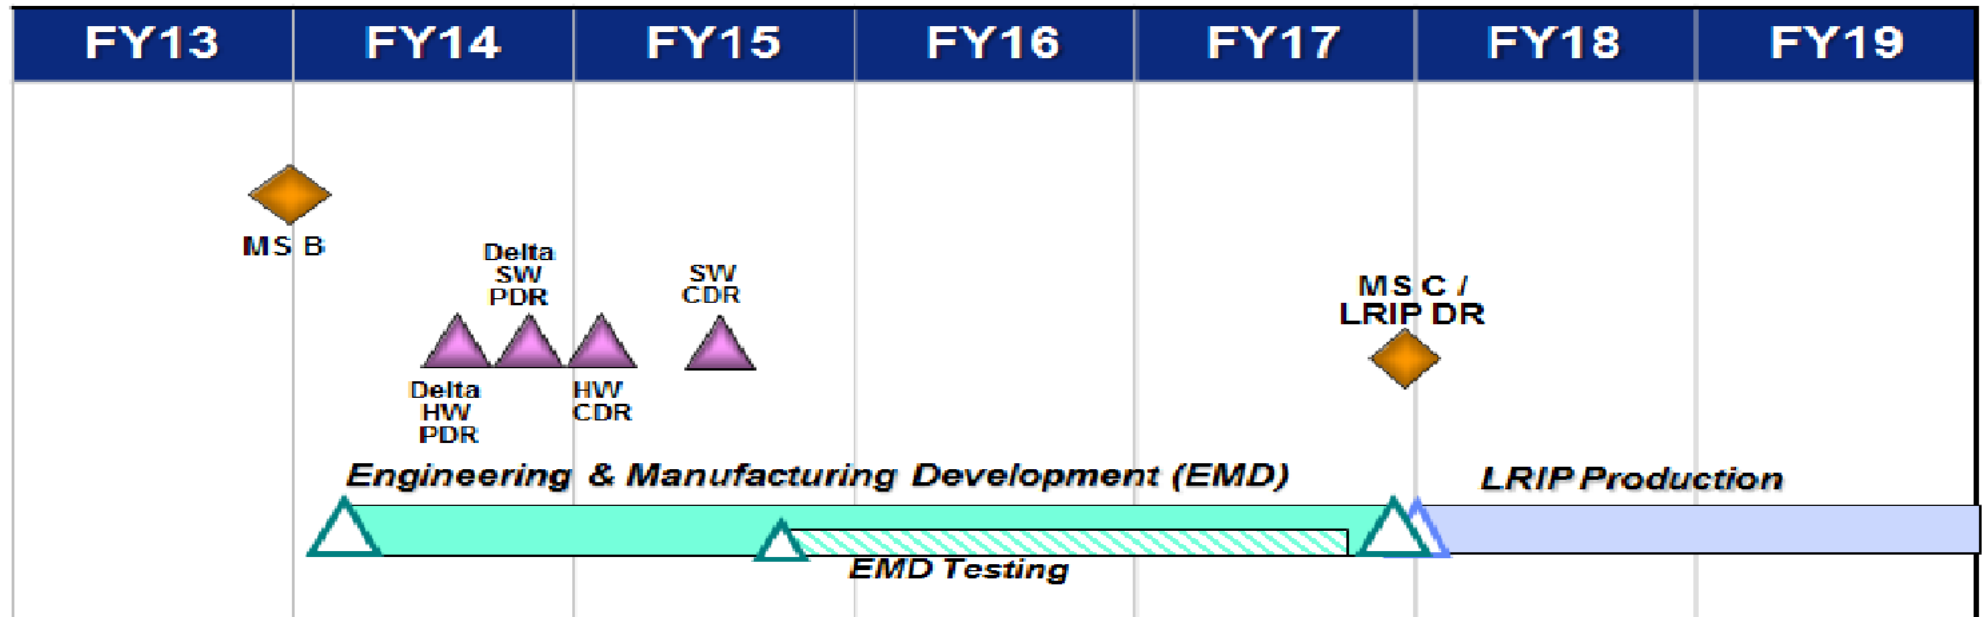 FY13 FY14 FY15 FY16 FY17 FY18 FY19
MS B
Delta
SW
PDR
SW
CDR
MS C /
LRIP DR
Delta
HW
PDR
HW
CDR
Engineering & Manufacturing Development (EMD)
LRIP Production
EMD Testing